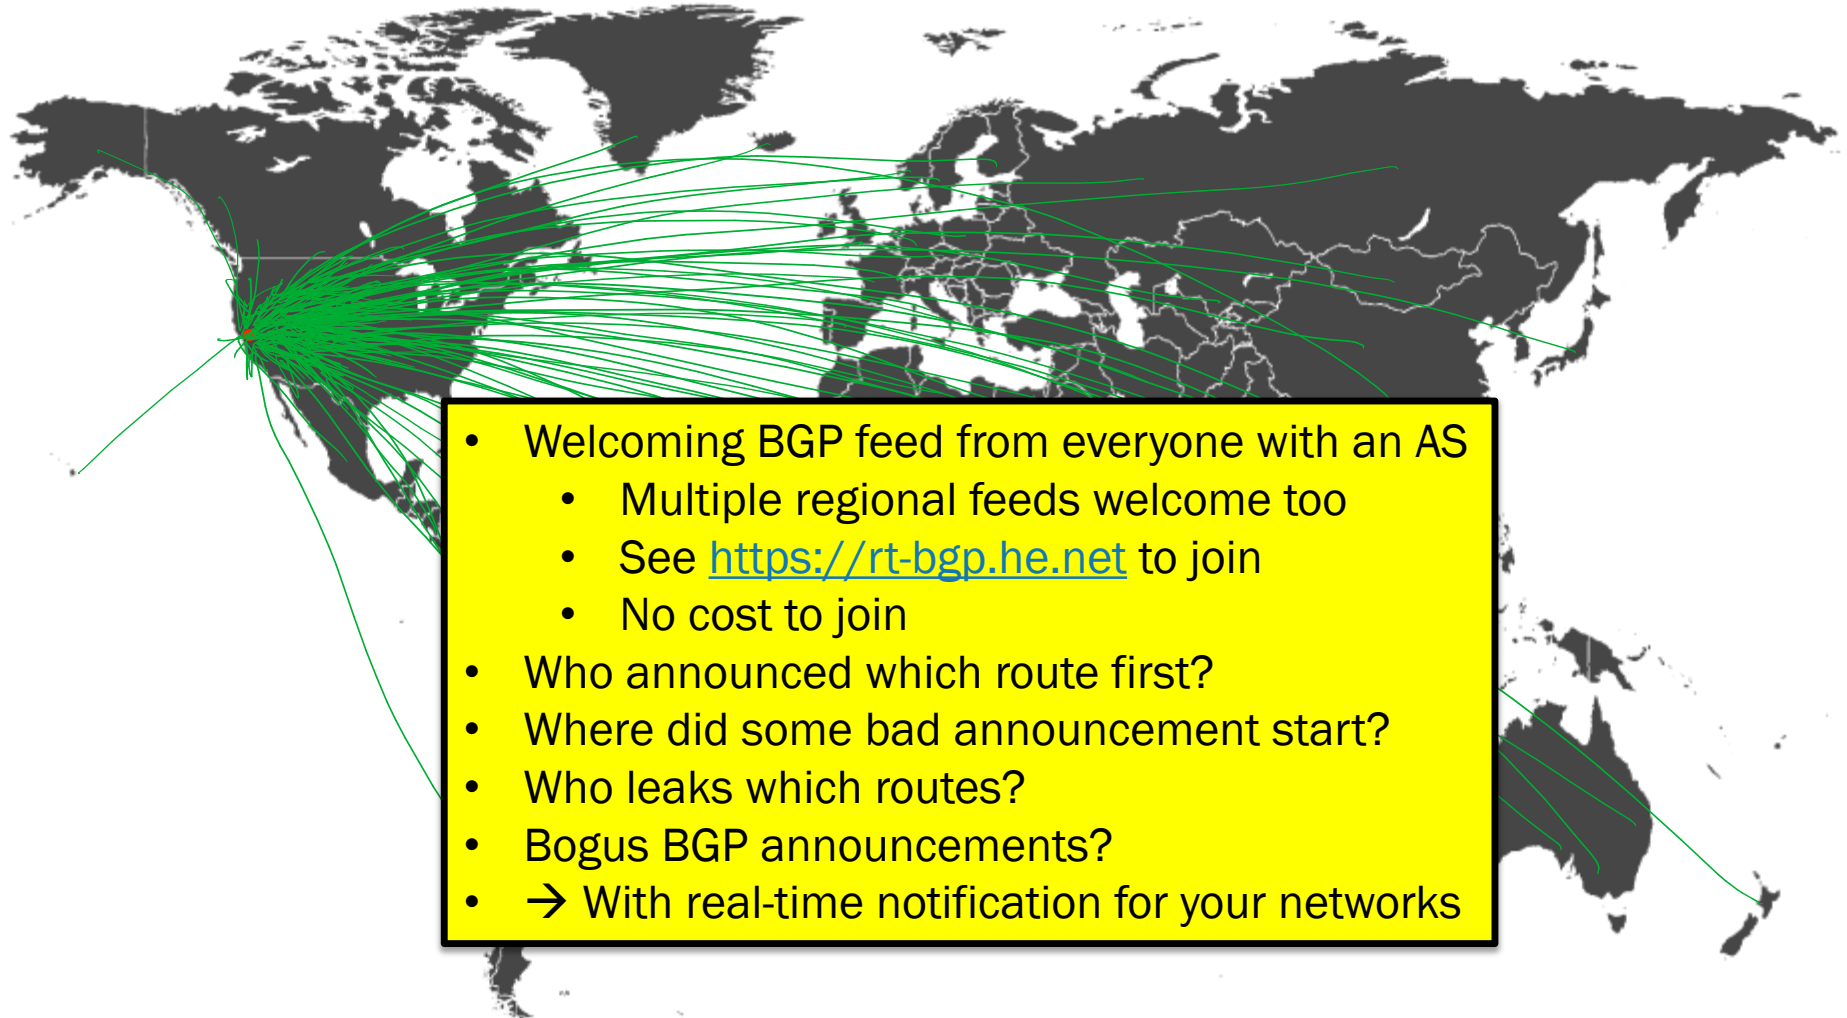 • Welcoming BGP feed from everyone with an AS
• Multiple regional feeds welcome too
• See https://rt-bgp.he.net to join
• No cost to join
• Who announced which route first?
• Where did some bad announcement start?
• Who leaks which routes?
• Bogus BGP announcements?
• → With real-time notification for your networks